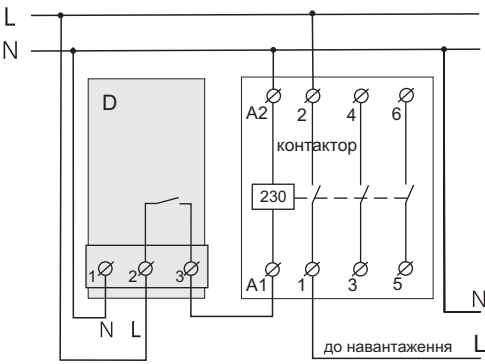 L
N
D
A2 2 4 6
контактор
230
1 2 3
A1 1 3 5
N L
N
до навантаження L